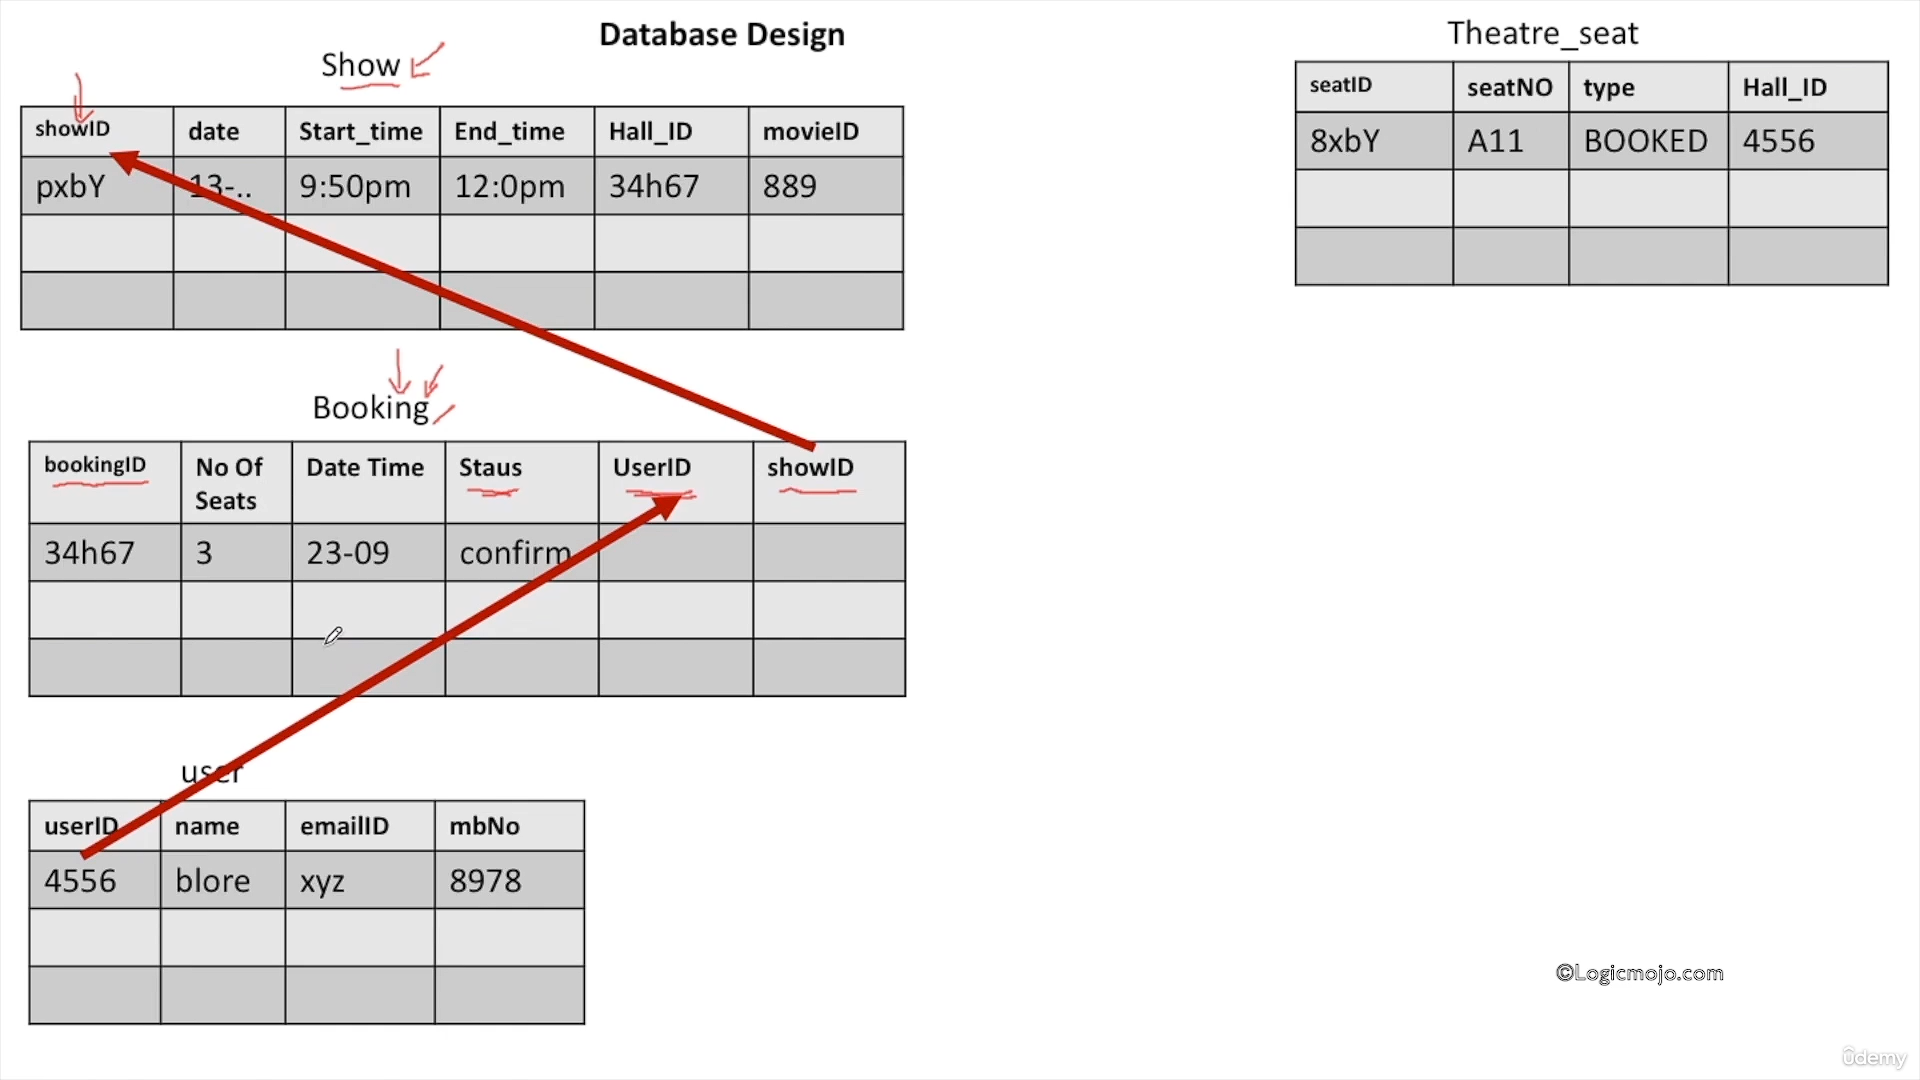 Database Design
Show
showID date Start_time End_time Hall_ID movieID
pxbY 13-.. 9:50pm 12:0pm 34h67 889
Booking
bookingID No Of Seats Date Time Staus UserID showID
34h67 3 23-09 confirm
user
userID name emailID mbNo
4556 blore xyz 8978
Theatre_seat
seatID seatNO type Hall_ID
8xbY A11 BOOKED 4556
©Logicmojo.com
ûdemy